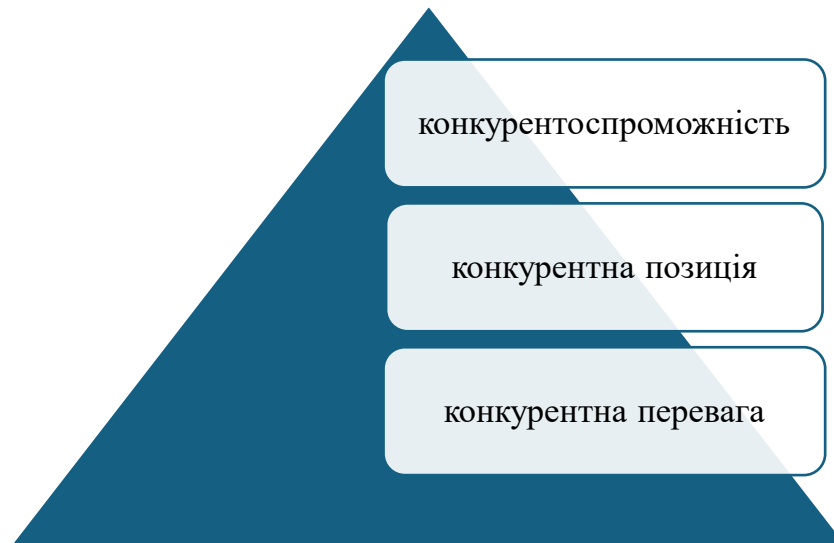 конкурентоспроможність
конкурентна позиція
конкурентна перевага